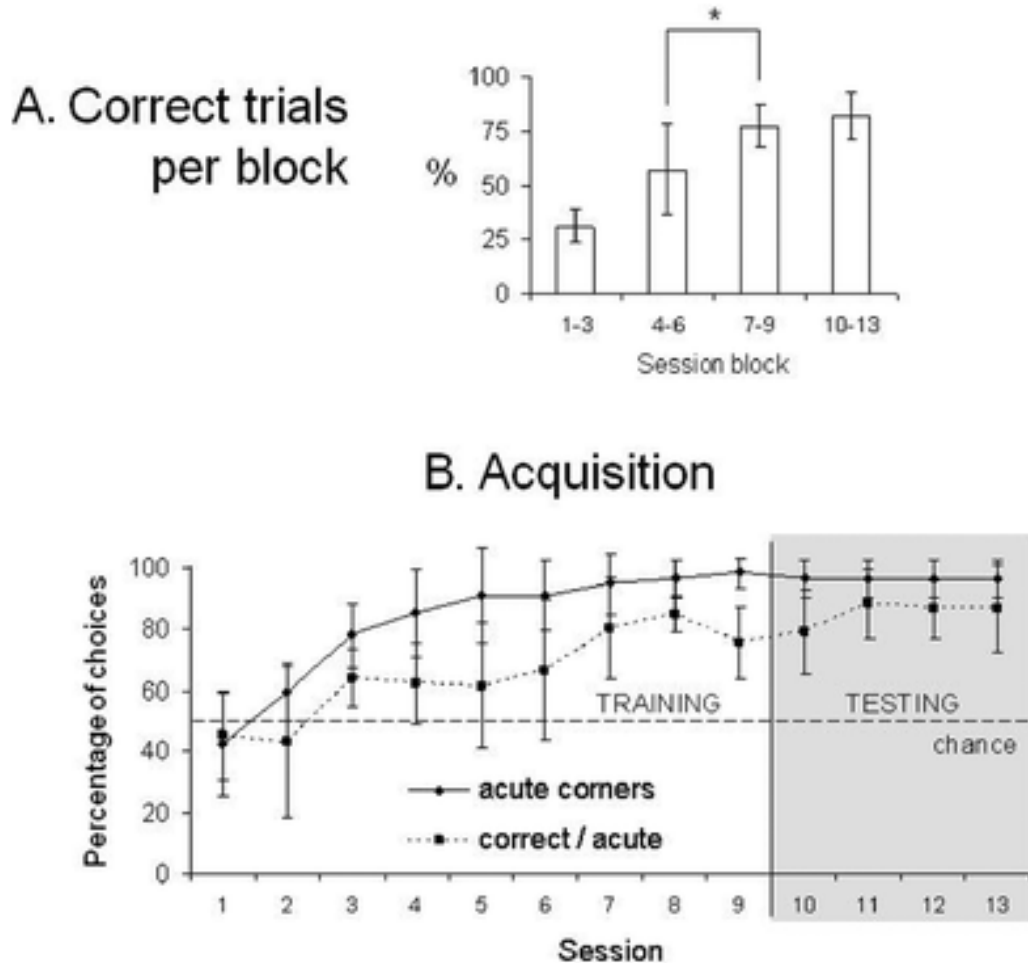 A. Correct trials
per block
*
%
100
75
50
25
0
1-3 4-6 7-9 10-13
Session block
B. Acquisition
Percentage of choices
100
80
60
40
20
0
TRAINING TESTING
chance
acute corners
correct / acute
1 2 3 4 5 6 7 8 9 10 11 12 13
Session